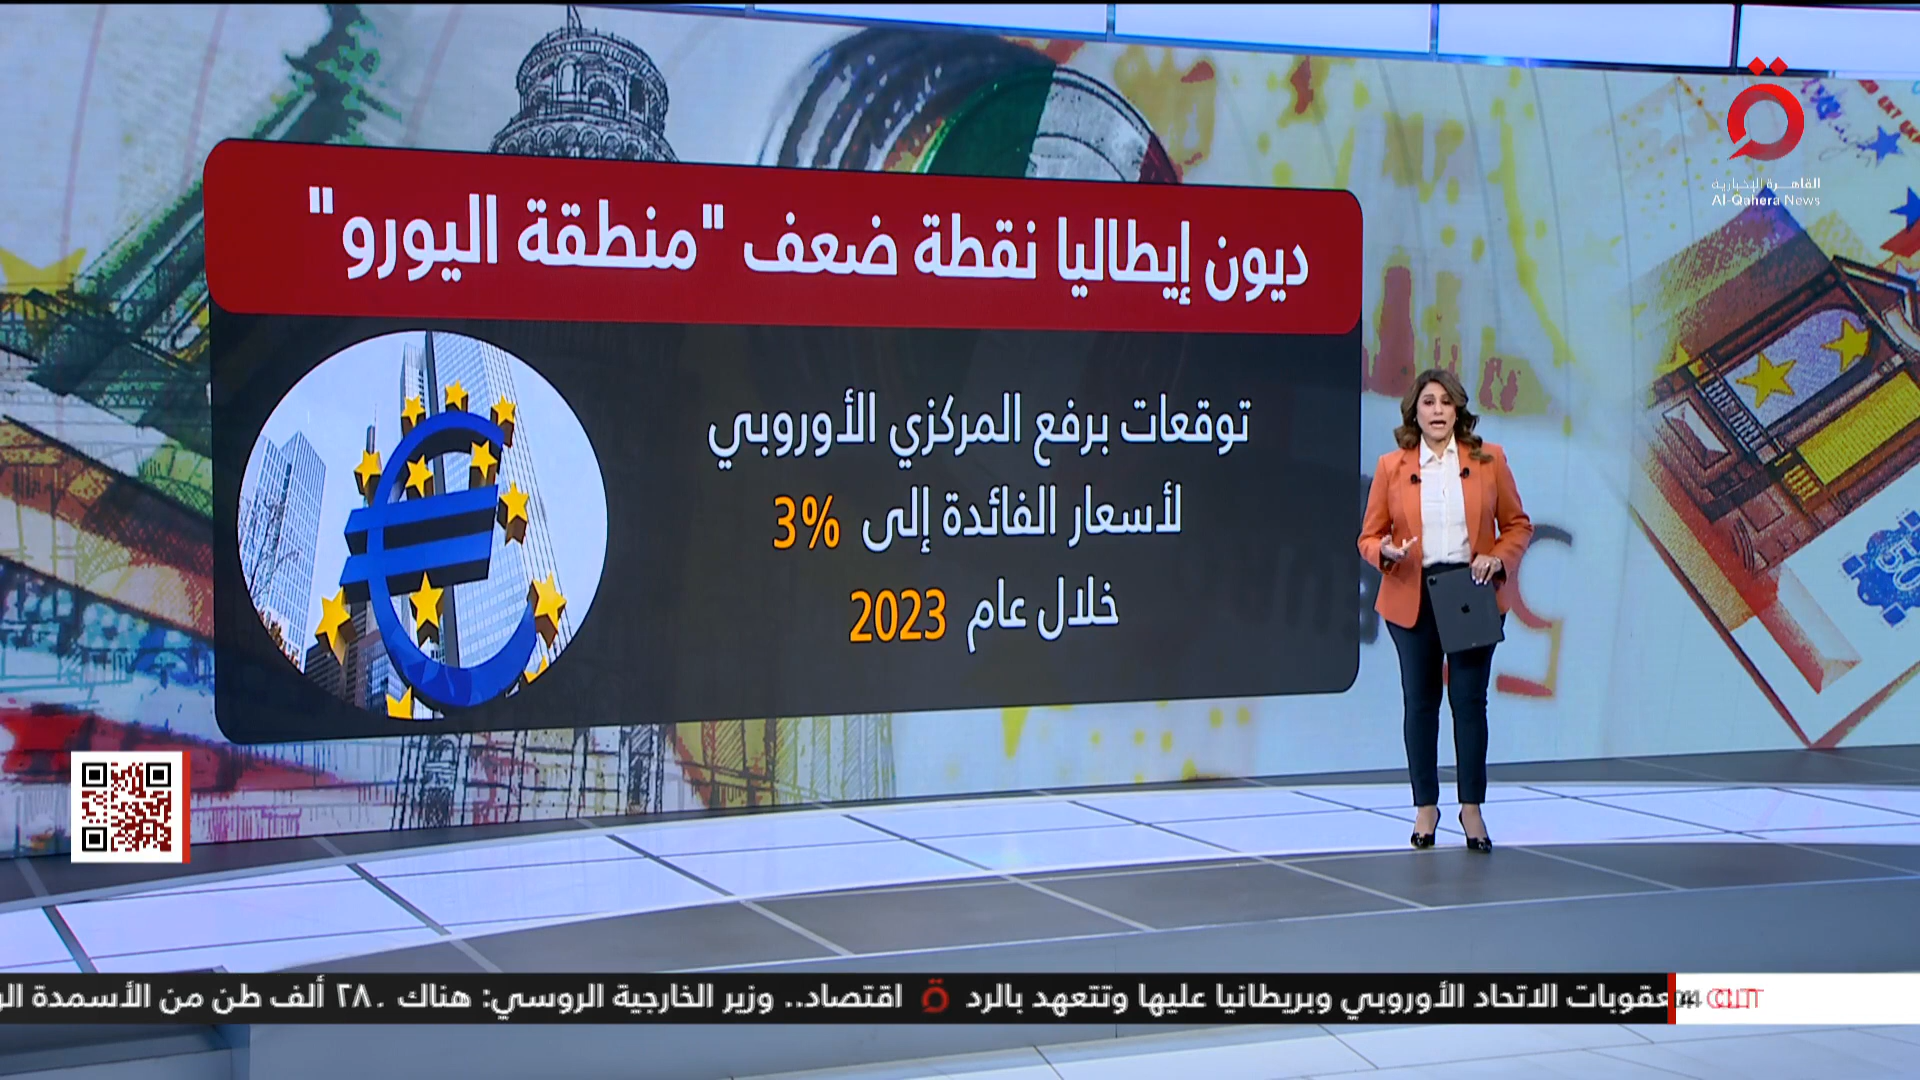 القاهرة الإخبارية
Al-Qahera News
ديون إيطاليا نقطة ضعف "منطقة اليورو"
توقعات برفع المركزي الأوروبي
لأسعار الفائدة إلى 3%
خلال عام 2023
عقوبات الاتحاد الأوروبي وبريطانيا عليها وتتعهد بالرد اقتصاد.. وزير الخارجية الروسي: هناك ٢٨٠ ألف طن من الأسمدة